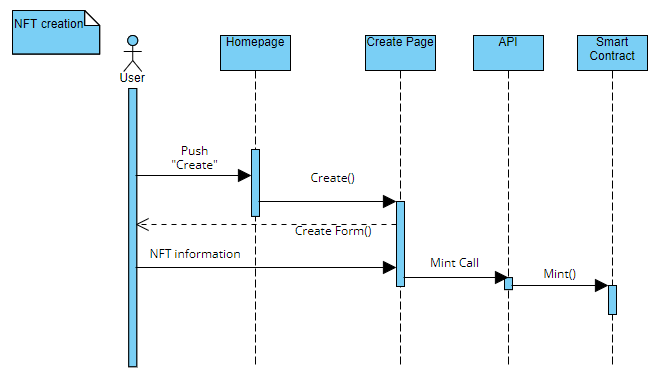 NFT creation
User
Homepage
Create Page
API
Smart
Contract
Push
"Create"
Create()
Create Form()
NFT information
Mint Call
Mint()